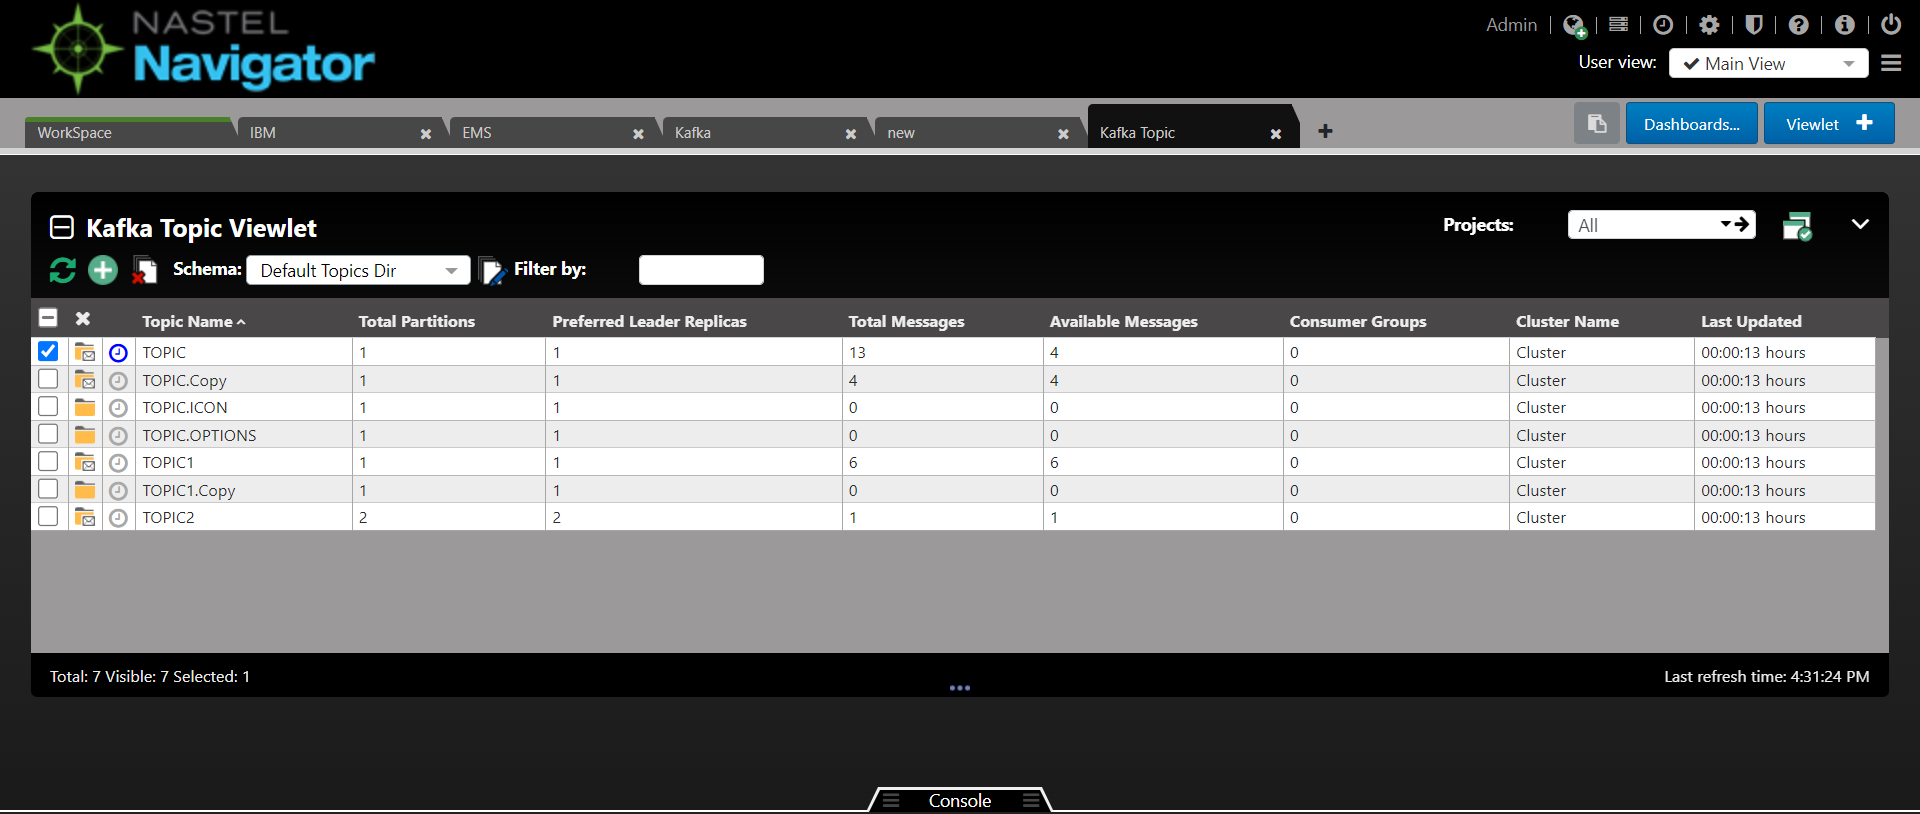 NASTEL
Navigator
Admin
User view: Main View
WorkSpace IBM EMS Kafka new Kafka Topic
Dashboards... Viewlet
Kafka Topic Viewlet
Projects: All
Schema: Default Topics Dir Filter by:
Topic Name Total Partitions Preferred Leader Replicas Total Messages Available Messages Consumer Groups Cluster Name Last Updated
TOPIC 1 1 13 4 0 Cluster 00:00:13 hours
TOPIC.Copy 1 1 4 4 0 Cluster 00:00:13 hours
TOPIC.ICON 1 1 0 0 0 Cluster 00:00:13 hours
TOPIC.OPTIONS 1 1 0 0 0 Cluster 00:00:13 hours
TOPIC1 1 1 6 6 0 Cluster 00:00:13 hours
TOPIC1.Copy 1 1 0 0 0 Cluster 00:00:13 hours
TOPIC2 2 2 1 1 0 Cluster 00:00:13 hours
Total: 7 Visible: 7 Selected: 1
Last refresh time: 4:31:24 PM
Console